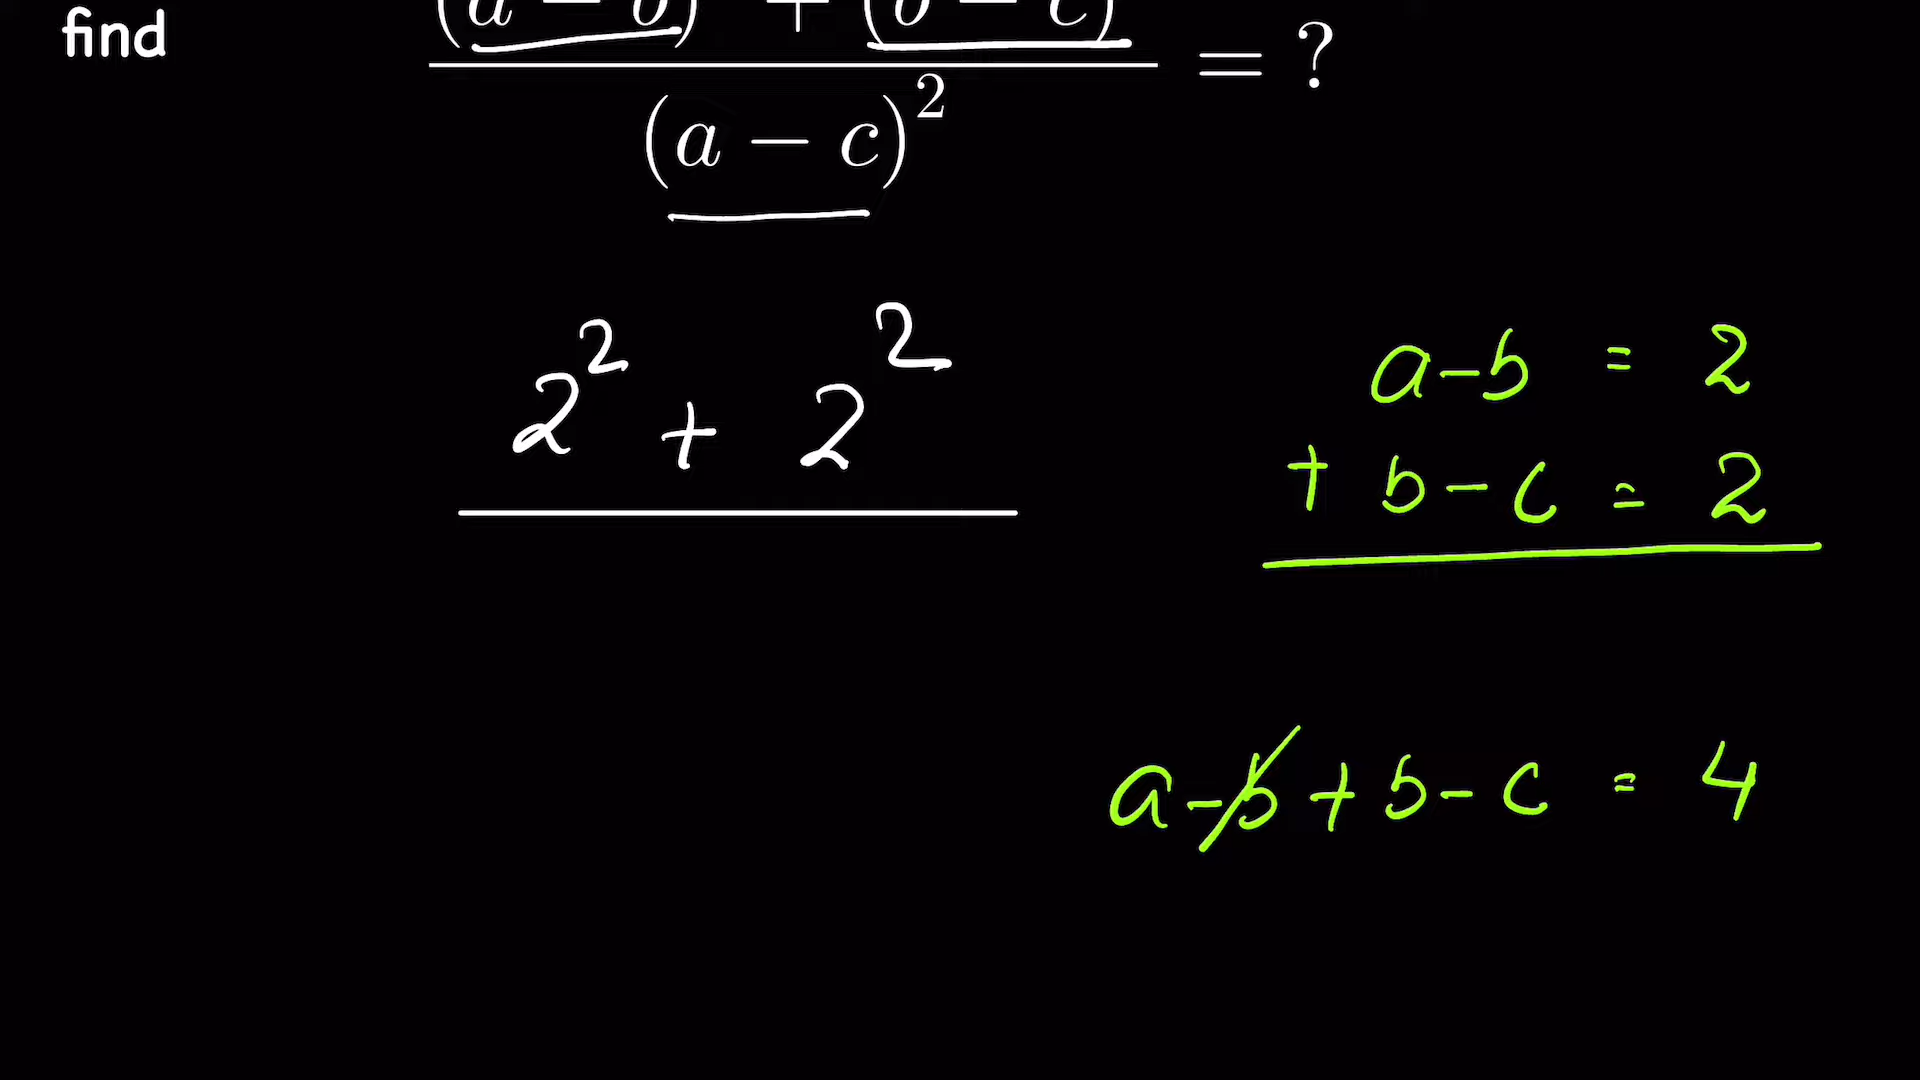 find (a − b) + (b − c) = ?
(a − c)²
2² + 2²
a-b = 2
+ b-c = 2
a-b+b-c = 4